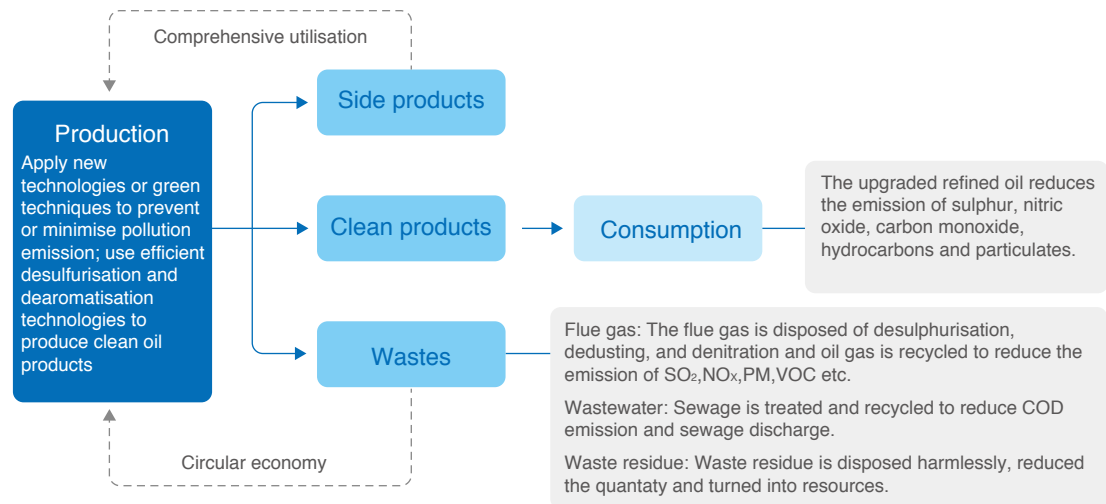 Comprehensive utilisation
Side products
Production
Apply new
technologies or green
techniques to prevent
or minimise pollution
emission; use efficient
desulfurisation and
dearomatisation
technologies to
produce clean oil
products
Clean products
Consumption
The upgraded refined oil reduces
the emission of sulphur, nitric
oxide, carbon monoxide,
hydrocarbons and particulates.
Wastes
Flue gas: The flue gas is disposed of desulphurisation,
dedusting, and denitration and oil gas is recycled to reduce the
emission of SO₂,NOx,PM,VOC etc.
Wastewater: Sewage is treated and recycled to reduce COD
emission and sewage discharge.
Waste residue: Waste residue is disposed harmlessly, reduced
the quantaty and turned into resources.
Circular economy